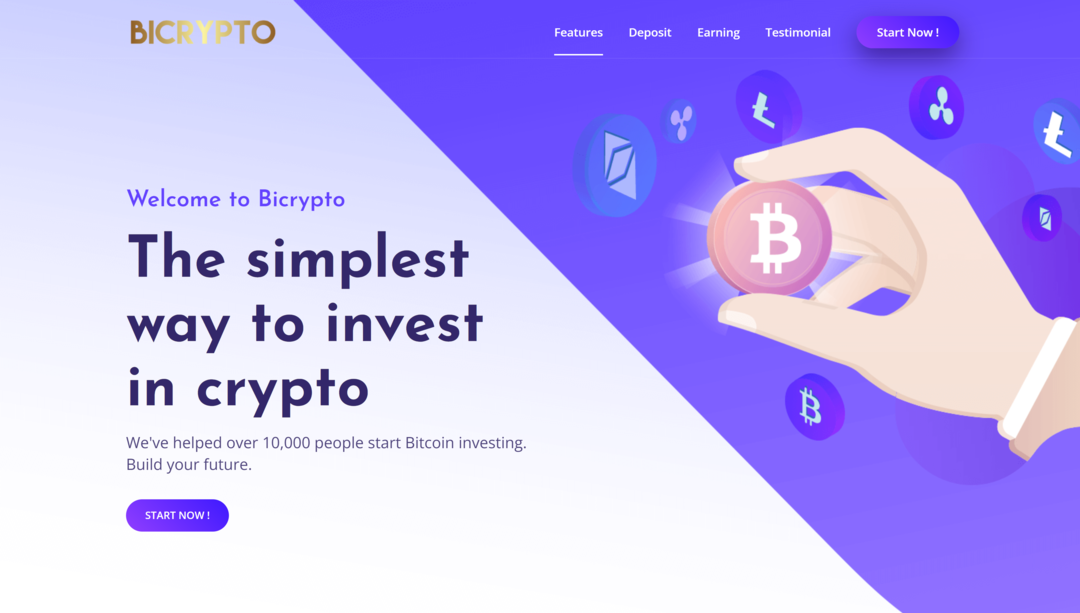 BICRYPTO
Features Deposit Earning Testimonial Start Now !
Welcome to Bicrypto
The simplest
way to invest
in crypto
We've helped over 10,000 people start Bitcoin investing.
Build your future.
START NOW !